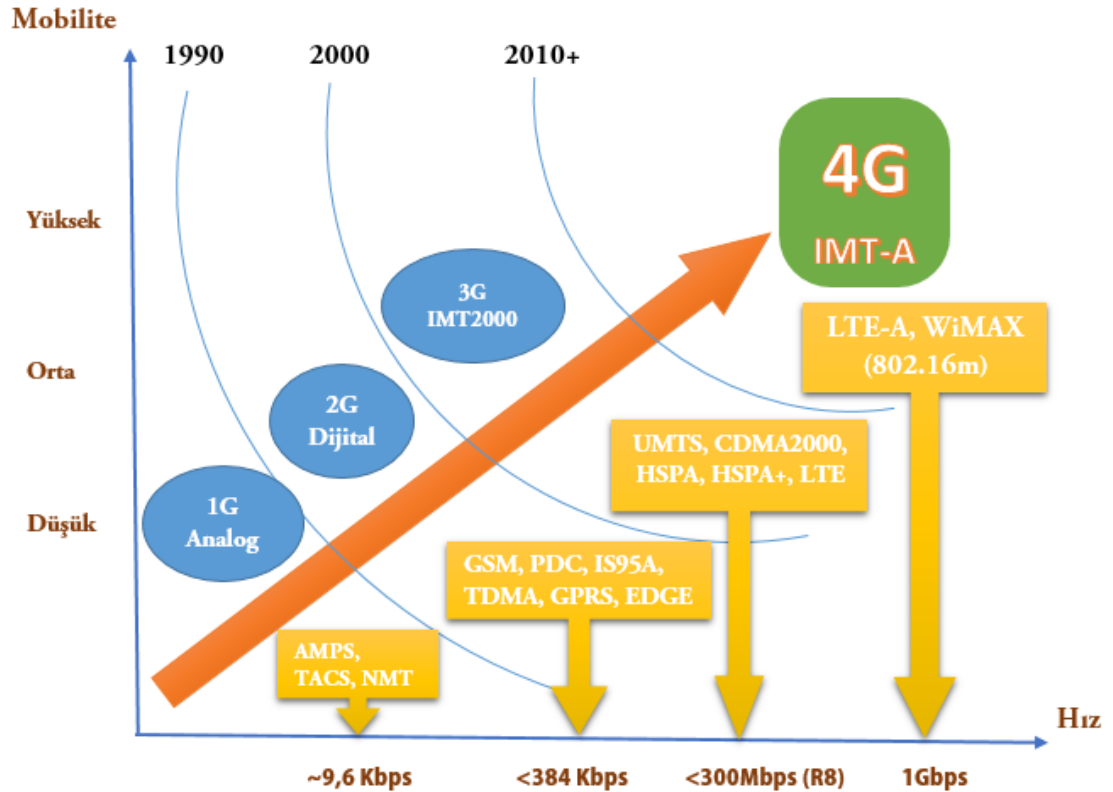 Mobilite
1990
2000
2010+
4G
IMT-A
Yüksek
3G
IMT2000
LTE-A, WiMAX
(802.16m)
Orta
2G
Dijital
UMTS, CDMA2000,
HSPA, HSPA+, LTE
1G
Analog
Düşük
GSM, PDC, IS95A,
TDMA, GPRS, EDGE
AMPS,
TACS, NMT
Hız
~9,6 Kbps
<384 Kbps
<300Mbps (R8)
1Gbps